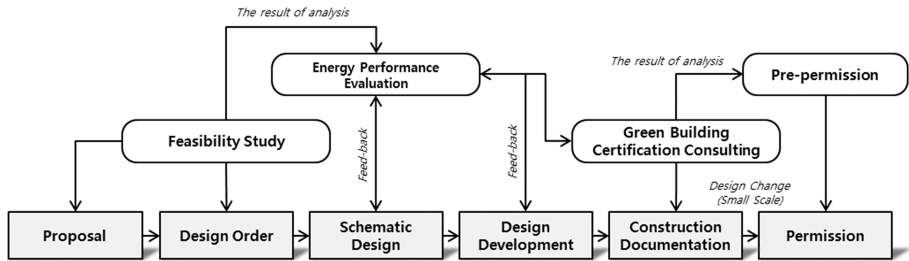 The result of analysis
Energy Performance
Evaluation
The result of analysis
Pre-permission
Feasibility Study
Feed-back
Feed-back
Green Building
Certification Consulting
Design Change
(Small Scale)
Proposal
Design Order
Schematic
Design
Design
Development
Construction
Documentation
Permission